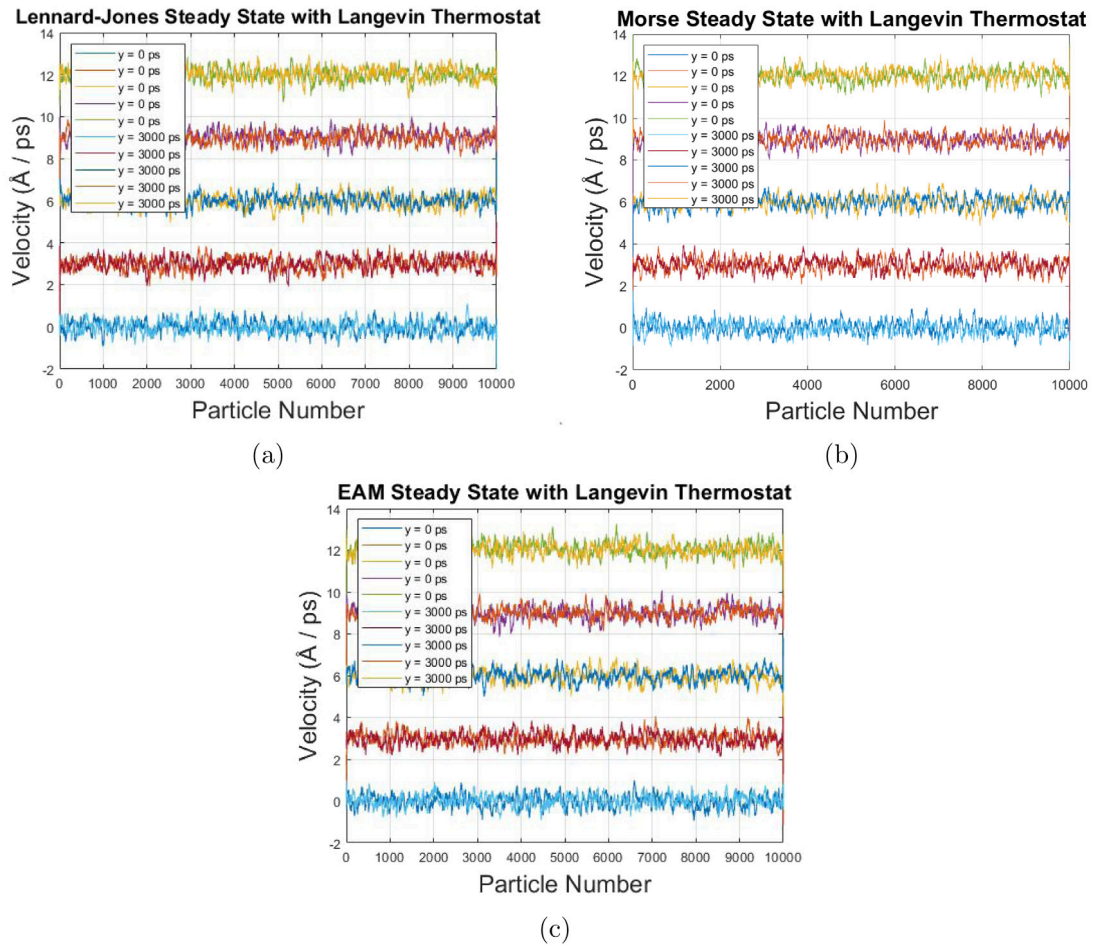 Lennard-Jones Steady State with Langevin Thermostat
14
12
10
8
6
4
2
0
-2
Velocity (Å / ps)
y = 0 ps
y = 0 ps
y = 0 ps
y = 0 ps
y = 0 ps
y = 3000 ps
y = 3000 ps
y = 3000 ps
y = 3000 ps
y = 3000 ps
0 1000 2000 3000 4000 5000 6000 7000 8000 9000 10000
Particle Number
(a)
Morse Steady State with Langevin Thermostat
14
12
10
8
6
4
2
0
-2
Velocity (Å / ps)
y = 0 ps
y = 0 ps
y = 0 ps
y = 0 ps
y = 0 ps
y = 3000 ps
y = 3000 ps
y = 3000 ps
y = 3000 ps
y = 3000 ps
0 2000 4000 6000 8000 10000
Particle Number
(b)
EAM Steady State with Langevin Thermostat
14
12
10
8
6
4
2
0
-2
Velocity (Å / ps)
y = 0 ps
y = 0 ps
y = 0 ps
y = 0 ps
y = 0 ps
y = 3000 ps
y = 3000 ps
y = 3000 ps
y = 3000 ps
y = 3000 ps
0 1000 2000 3000 4000 5000 6000 7000 8000 9000 10000
Particle Number
(c)